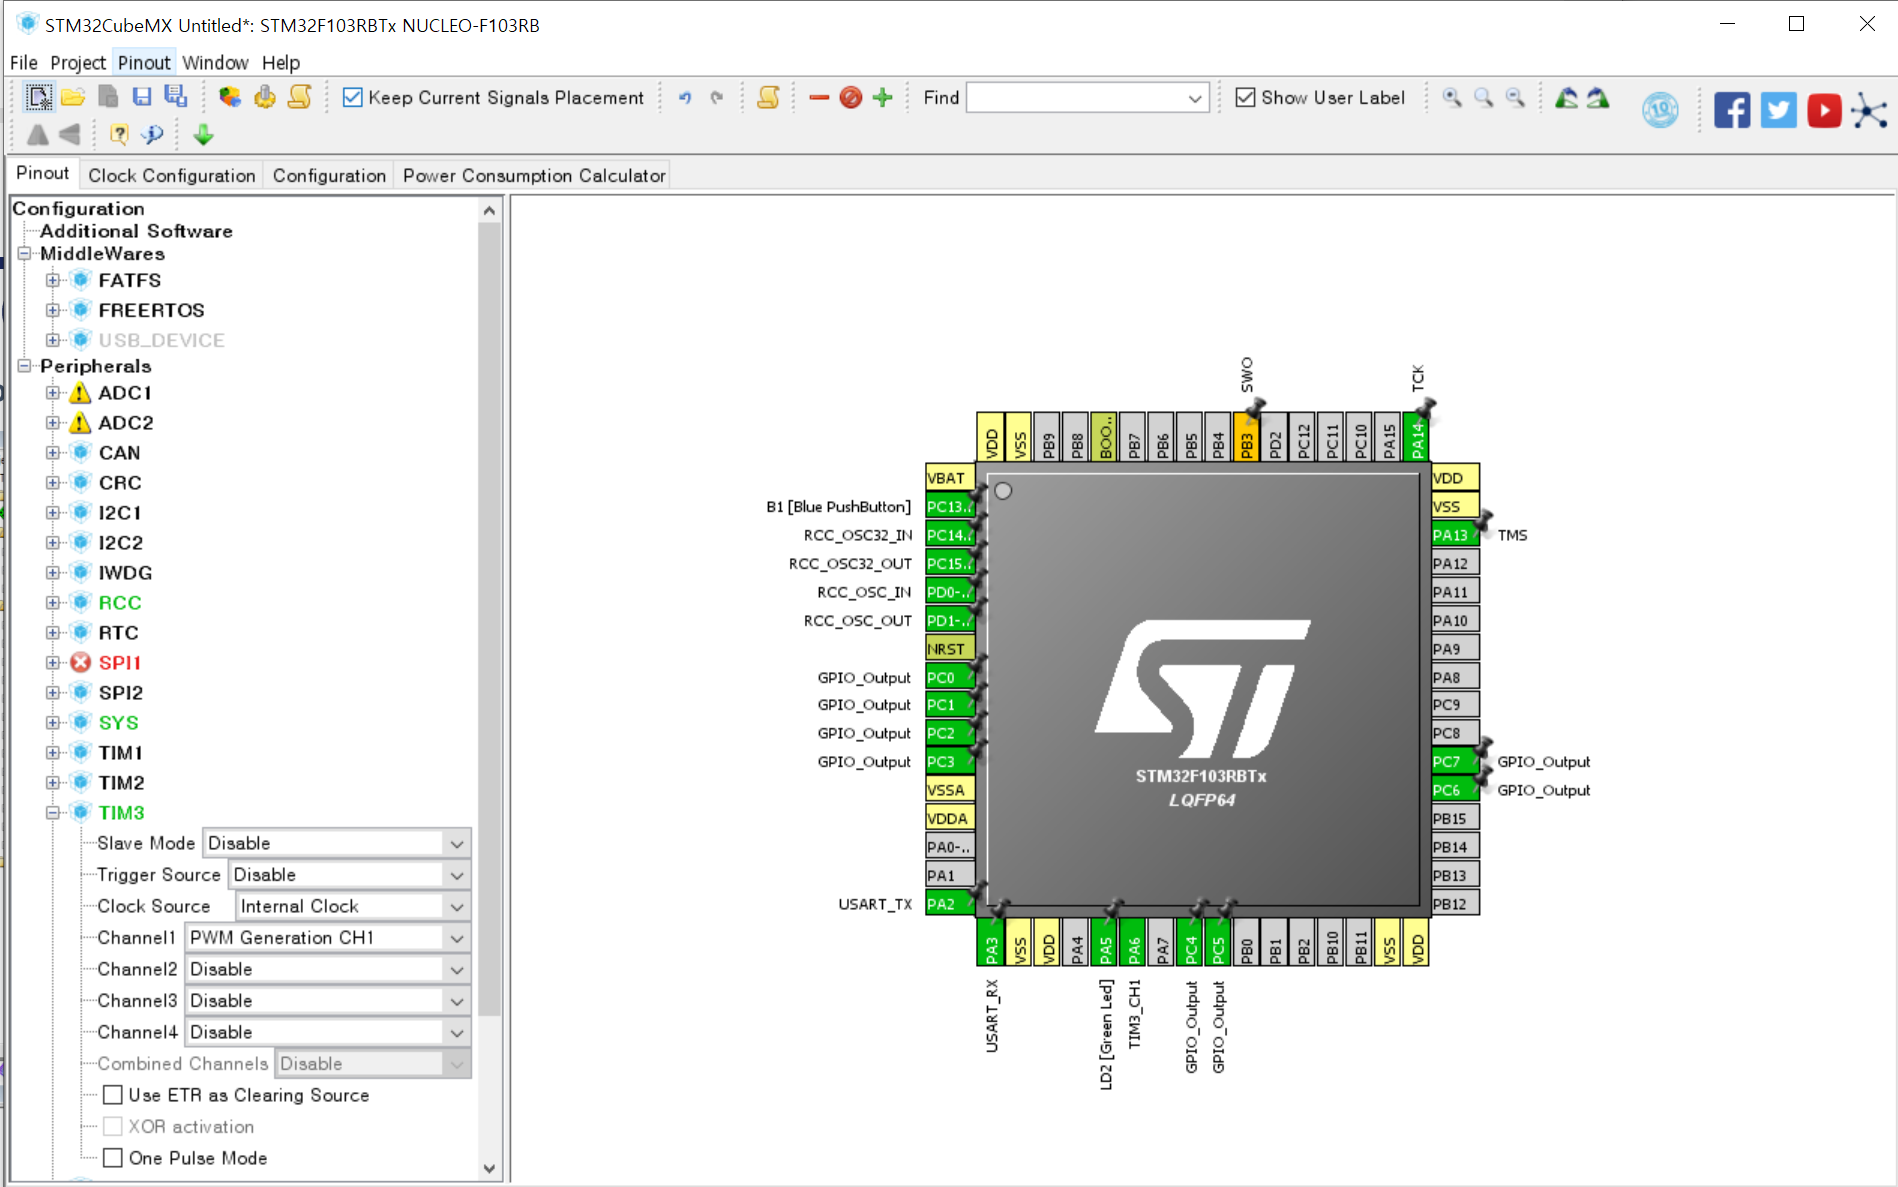 STM32CubeMX Untitled*: STM32F103RBTx NUCLEO-F103RB
File Project Pinout Window Help
Keep Current Signals Placement Find Show User Label
10
Pinout Clock Configuration Configuration Power Consumption Calculator
Configuration
Additional Software
MiddleWares
FATFS
FREERTOS
USB_DEVICE
Peripherals
ADC1
ADC2
CAN
CRC
I2C1
I2C2
IWDG
RCC
RTC
SPI1
SPI2
SYS
TIM1
TIM2
TIM3
Slave Mode Disable
Trigger Source Disable
Clock Source Internal Clock
Channel1 PWM Generation CH1
Channel2 Disable
Channel3 Disable
Channel4 Disable
Combined Channels Disable
Use ETR as Clearing Source
XOR activation
One Pulse Mode
SWO TCK
VDD VSS PB9 PB8 BOO.. PB7 PB6 PB5 PB4 PB3 PD2 PC12 PC11 PC10 PA15 PA14
VBAT
B1 [Blue PushButton] PC13..
RCC_OSC32_IN PC14..
RCC_OSC32_OUT PC15..
RCC_OSC_IN PD0-..
RCC_OSC_OUT PD1-..
NRST
GPIO_Output PC0
GPIO_Output PC1
GPIO_Output PC2
GPIO_Output PC3
VSSA
VDDA
PA0-..
PA1
USART_TX PA2
ST
STM32F103RBTx
LQFP64
VDD
VSS
PA13 TMS
PA12
PA11
PA10
PA9
PA8
PC9
PC8
PC7 GPIO_Output
PC6 GPIO_Output
PB15
PB14
PB13
PB12
PA3 VSS VDD PA4 PA5 PA6 PA7 PC4 PC5 PB0 PB1 PB2 PB10 PB11 VSS VDD
USART_RX LD2 [Green Led] TIM3_CH1 GPIO_Output GPIO_Output